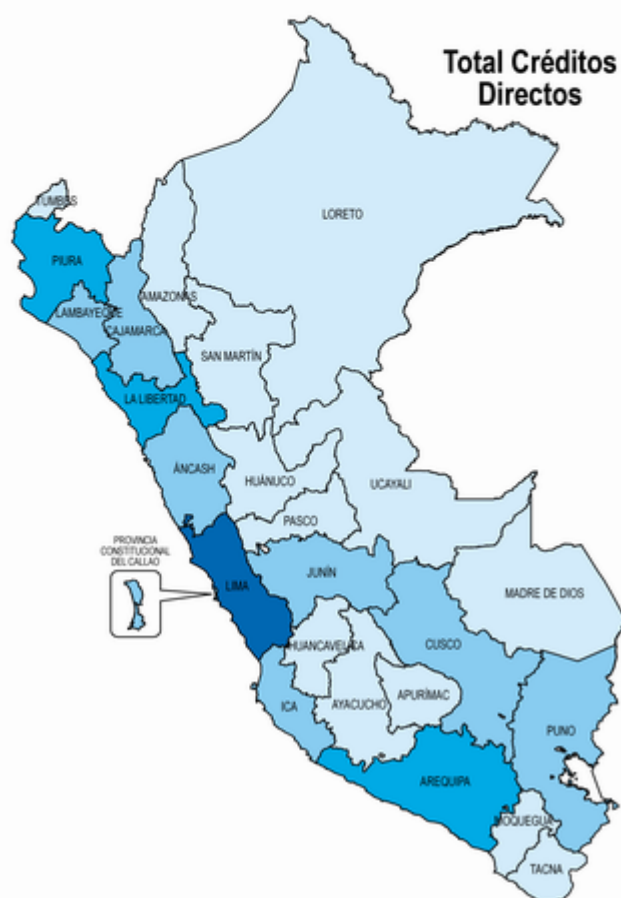 Total Créditos
Directos
LORETO
TUMBES
PIURA
AMAZONAS
LAMBAYEQUE
CAJAMARCA
SAN MARTÍN
LA LIBERTAD
ÁNCASH
HUÁNUCO
UCAYALI
PASCO
PROVINCIA
CONSTITUCIONAL
DEL CALLAO
JUNÍN
LIMA
MADRE DE DIOS
HUANCAVELICA
CUSCO
ICA
AYACUCHO
APURÍMAC
PUNO
AREQUIPA
MOQUEGUA
TACNA